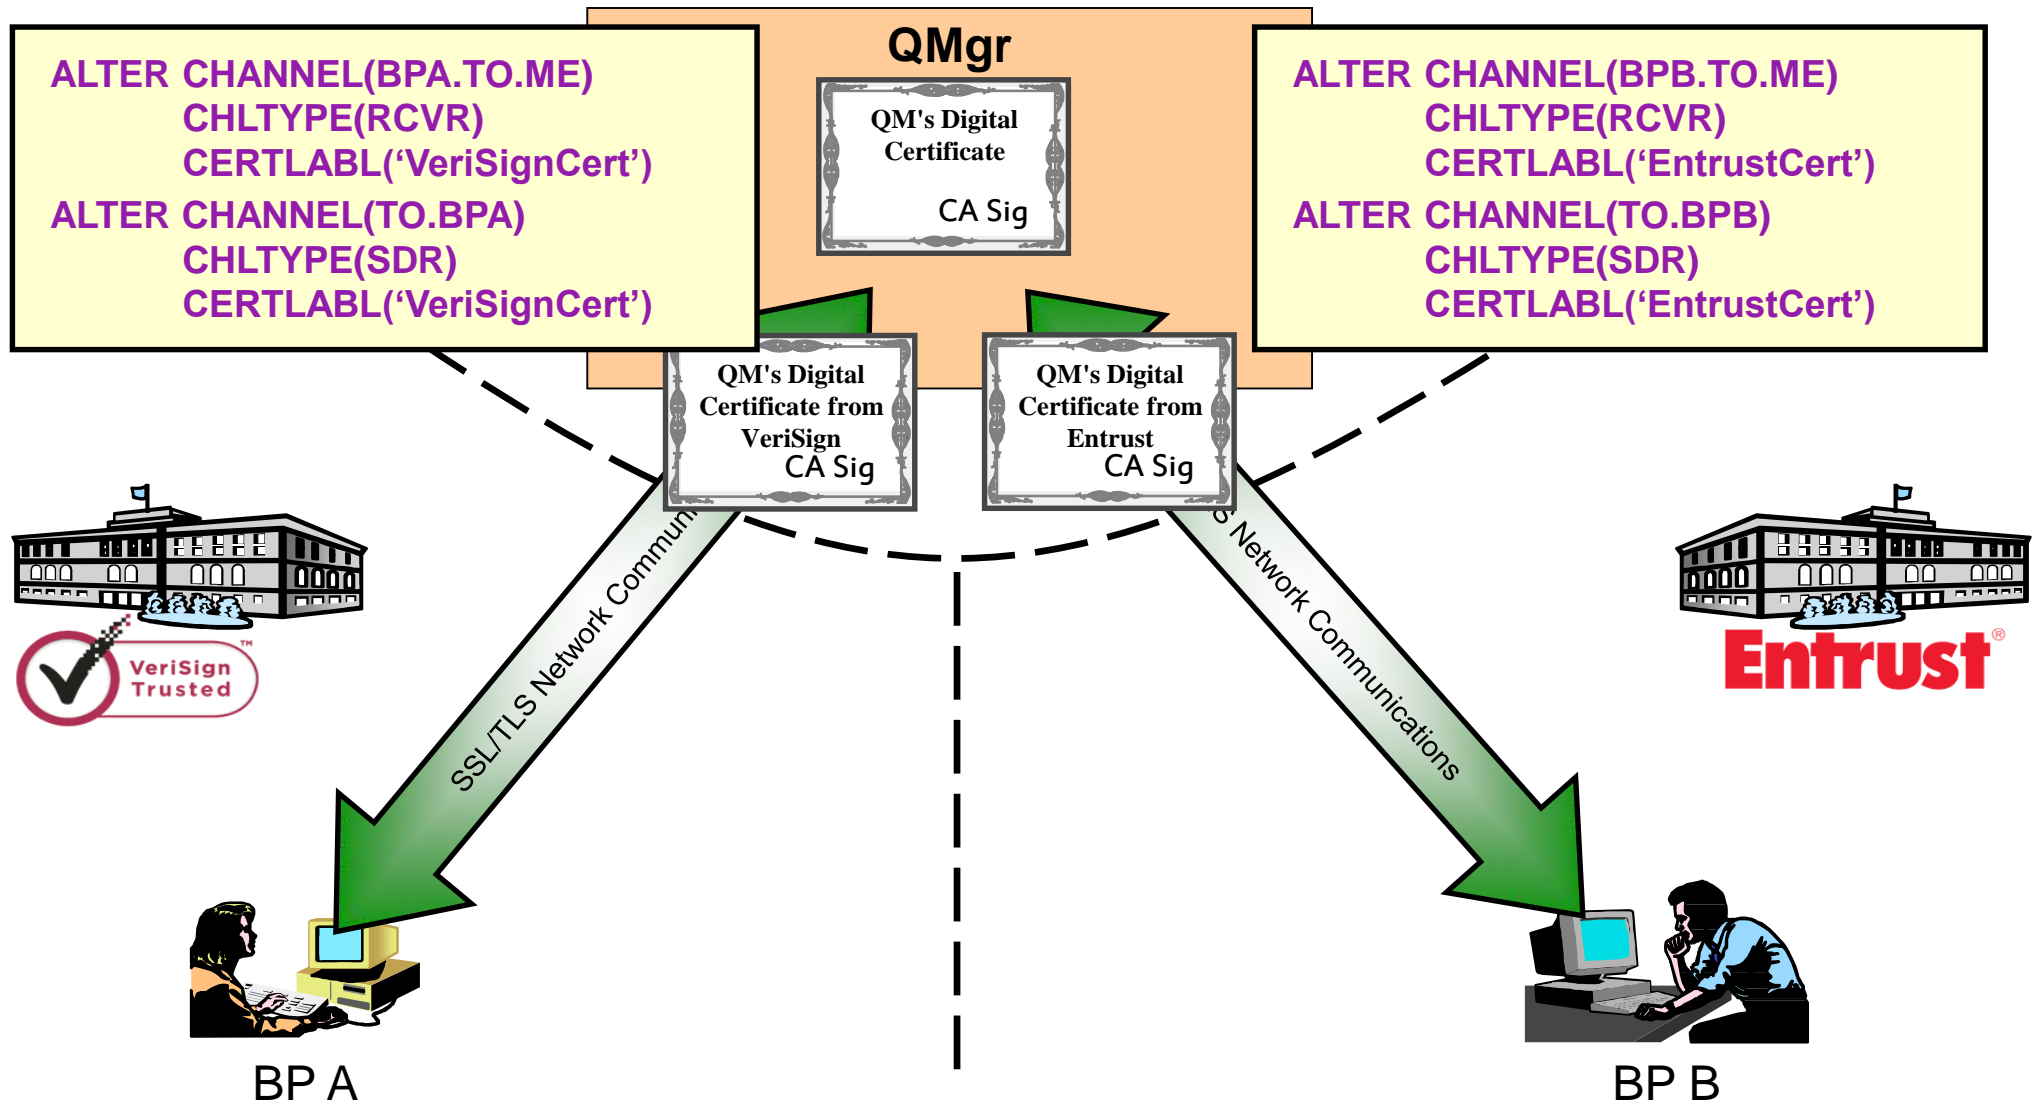 QMgr
ALTER CHANNEL(BPA.TO.ME)
CHLTYPE(RCVR)
CERTLABL(‘VeriSignCert’)
ALTER CHANNEL(TO.BPA)
CHLTYPE(SDR)
CERTLABL(‘VeriSignCert’)
QM's Digital
Certificate
CA Sig
ALTER CHANNEL(BPB.TO.ME)
CHLTYPE(RCVR)
CERTLABL(‘EntrustCert’)
ALTER CHANNEL(TO.BPB)
CHLTYPE(SDR)
CERTLABL(‘EntrustCert’)
QM's Digital
Certificate from
VeriSign
CA Sig
QM's Digital
Certificate from
Entrust
CA Sig
SSL/TLS Network
Network Communications
VeriSign™
Trusted
Entrust®
BP A
BP B